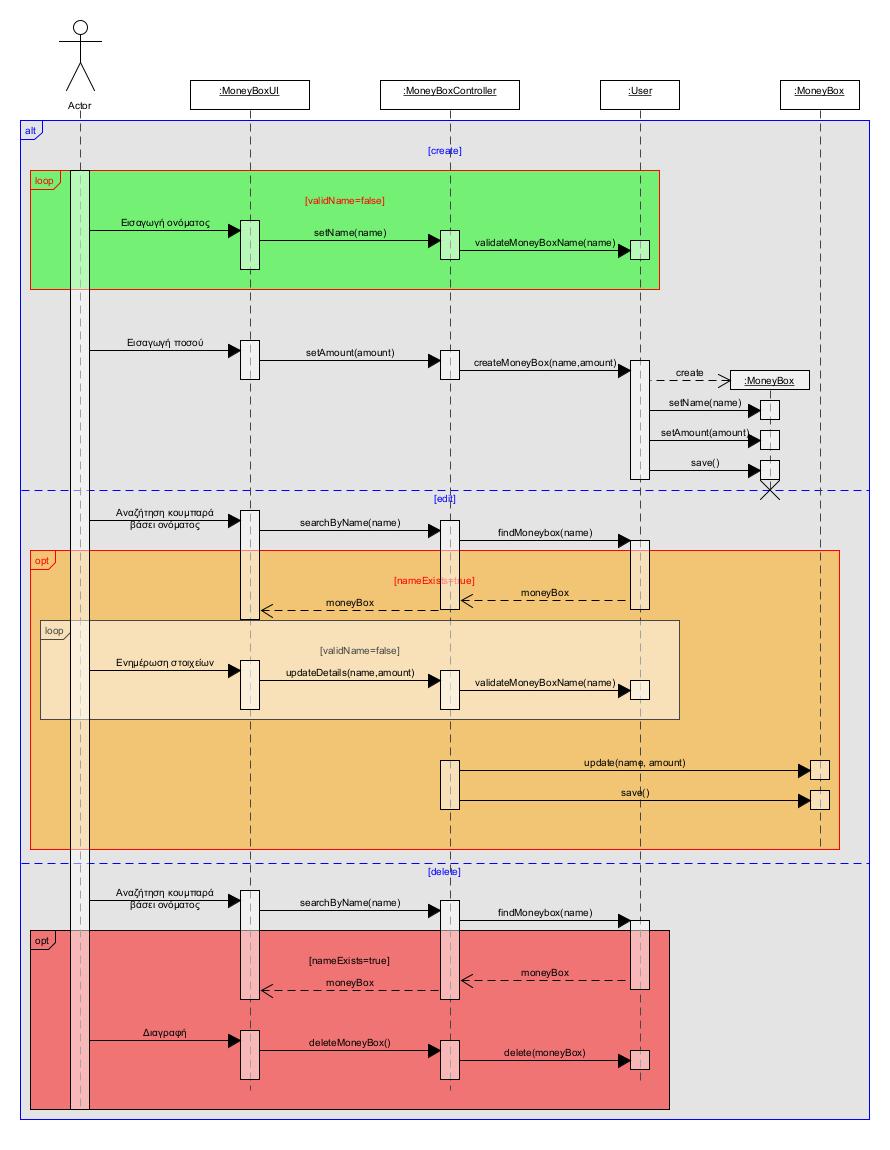 Actor
:MoneyBoxUI
:MoneyBoxController
:User
:MoneyBox
alt
[create]
loop
[validName=false]
Εισαγωγή ονόματος
setName(name)
validateMoneyBoxName(name)
Εισαγωγή ποσού
setAmount(amount)
createMoneyBox(name,amount)
create
:MoneyBox
setName(name)
setAmount(amount)
save()
[edit]
Αναζήτηση κουμπαρά
βάσει ονόματος
searchByName(name)
findMoneybox(name)
opt
[nameExists=true]
moneyBox
moneyBox
loop
[validName=false]
Ενημέρωση στοιχείων
updateDetails(name,amount)
validateMoneyBoxName(name)
update(name, amount)
save()
[delete]
Αναζήτηση κουμπαρά
βάσει ονόματος
searchByName(name)
findMoneybox(name)
opt
[nameExists=true]
moneyBox
moneyBox
Διαγραφή
deleteMoneyBox()
delete(moneyBox)